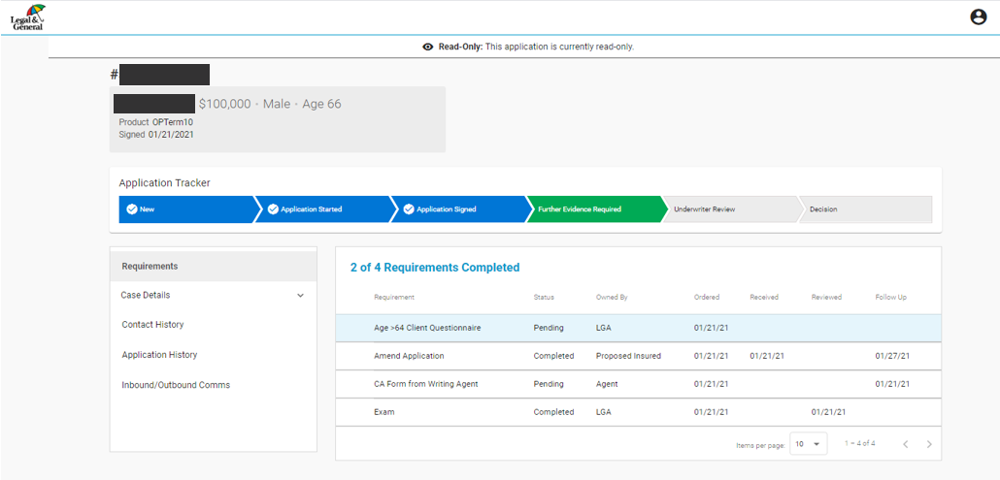 Legal &
General
Read-Only: This application is currently read-only.
#
$100,000 • Male • Age 66
Product OPTerm10
Signed 01/21/2021
Application Tracker
New Application Started Application Signed Further Evidence Required Underwriter Review Decision
Requirements
Case Details
Contact History
Application History
Inbound/Outbound Comms
2 of 4 Requirements Completed
Requirement Status Owned By Ordered Received Reviewed Follow Up
Age >64 Client Questionnaire Pending LGA 01/21/21
Amend Application Completed Proposed Insured 01/21/21 01/21/21 01/27/21
CA Form from Writing Agent Pending Agent 01/21/21 01/21/21
Exam Completed LGA 01/21/21 01/21/21
Items per page: 10 1 – 4 of 4